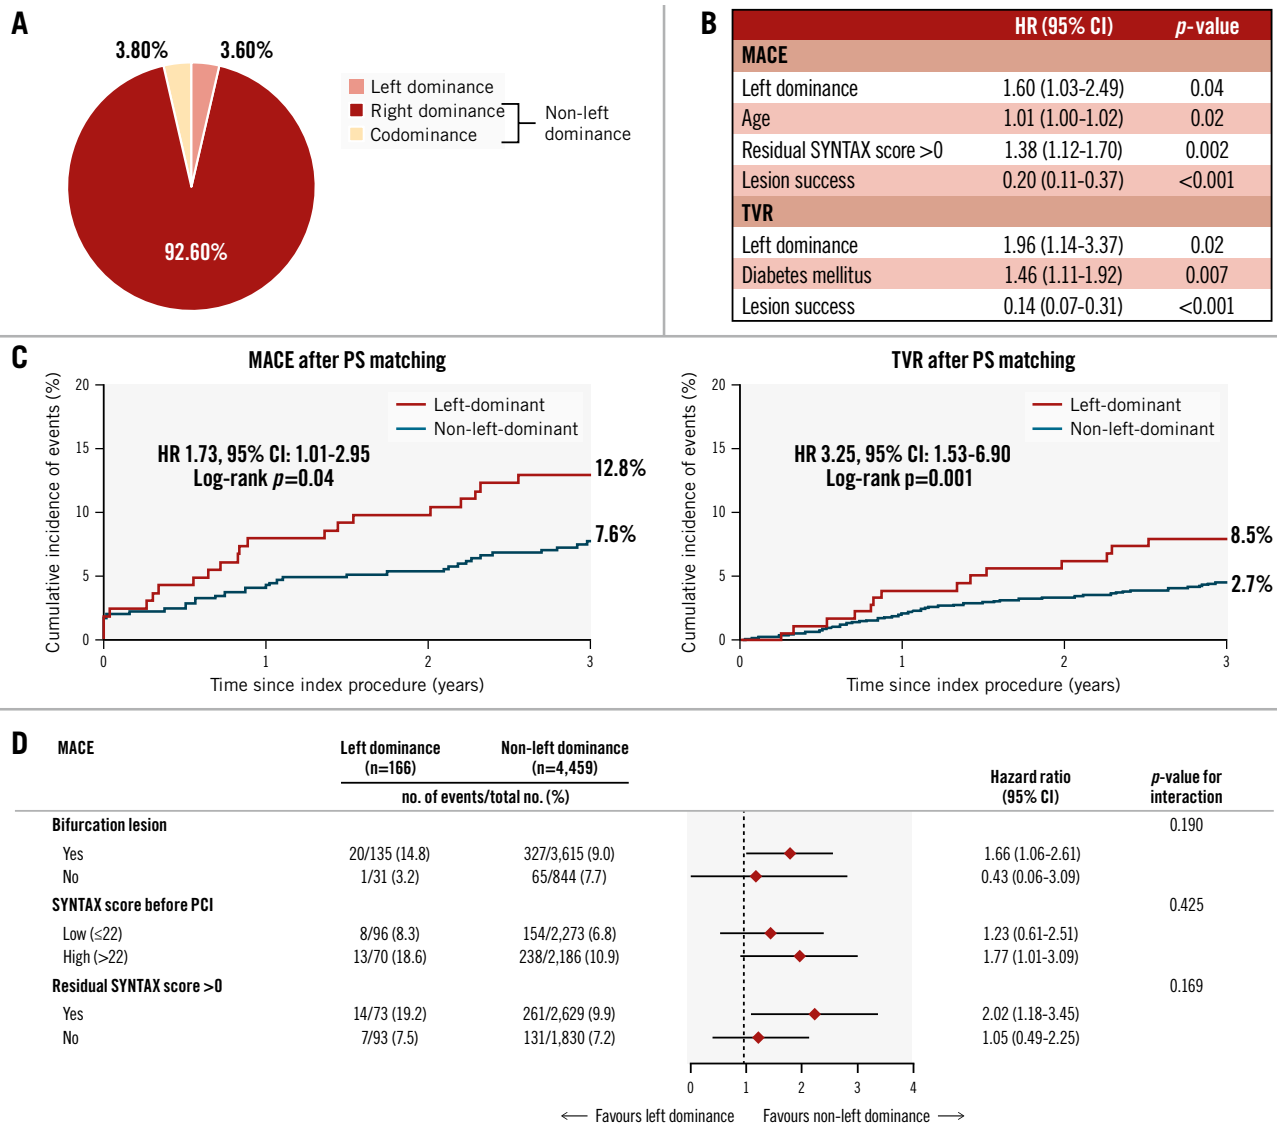 A
3.80%
3.60%
92.60%
Left dominance
Right dominance
Codominance
Non-left
dominance
B
HR (95% CI) p-value
MACE
Left dominance 1.60 (1.03-2.49) 0.04
Age 1.01 (1.00-1.02) 0.02
Residual SYNTAX score >0 1.38 (1.12-1.70) 0.002
Lesion success 0.20 (0.11-0.37) <0.001
TVR
Left dominance 1.96 (1.14-3.37) 0.02
Diabetes mellitus 1.46 (1.11-1.92) 0.007
Lesion success 0.14 (0.07-0.31) <0.001
C
MACE after PS matching
Cumulative incidence of events (%)
20
15
10
5
0
Left-dominant
Non-left-dominant
HR 1.73, 95% CI: 1.01-2.95
Log-rank p=0.04
12.8%
7.6%
0 1 2 3
Time since index procedure (years)
TVR after PS matching
Cumulative incidence of events (%)
20
15
10
5
0
Left-dominant
Non-left-dominant
HR 3.25, 95% CI: 1.53-6.90
Log-rank p=0.001
8.5%
2.7%
0 1 2 3
Time since index procedure (years)
D
MACE
Left dominance
(n=166)
Non-left dominance
(n=4,459)
no. of events/total no. (%)
Hazard ratio
(95% CI)
p-value for
interaction
Bifurcation lesion 0.190
Yes 20/135 (14.8) 327/3,615 (9.0) 1.66 (1.06-2.61)
No 1/31 (3.2) 65/844 (7.7) 0.43 (0.06-3.09)
SYNTAX score before PCI 0.425
Low (≤22) 8/96 (8.3) 154/2,273 (6.8) 1.23 (0.61-2.51)
High (>22) 13/70 (18.6) 238/2,186 (10.9) 1.77 (1.01-3.09)
Residual SYNTAX score >0 0.169
Yes 14/73 (19.2) 261/2,629 (9.9) 2.02 (1.18-3.45)
No 7/93 (7.5) 131/1,830 (7.2) 1.05 (0.49-2.25)
0 1 2 3 4
← Favours left dominance Favours non-left dominance →